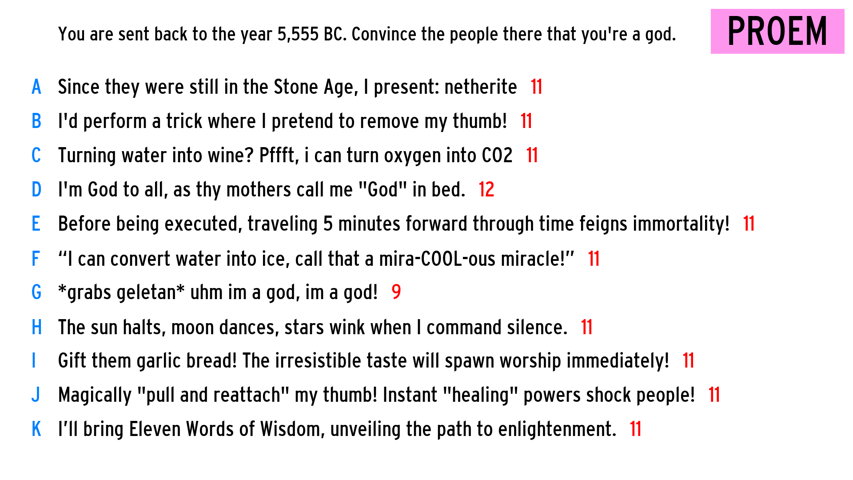 You are sent back to the year 5,555 BC. Convince the people there that you're a god. PROEM
A Since they were still in the Stone Age, I present: netherite 11
B I'd perform a trick where I pretend to remove my thumb! 11
C Turning water into wine? Pffft, i can turn oxygen into CO2 11
D I'm God to all, as thy mothers call me "God" in bed. 12
E Before being executed, traveling 5 minutes forward through time feigns immortality! 11
F “I can convert water into ice, call that a mira-COOL-ous miracle!” 11
G *grabs geletan* uhm im a god, im a god! 9
H The sun halts, moon dances, stars wink when I command silence. 11
I Gift them garlic bread! The irresistible taste will spawn worship immediately! 11
J Magically "pull and reattach" my thumb! Instant "healing" powers shock people! 11
K I’ll bring Eleven Words of Wisdom, unveiling the path to enlightenment. 11